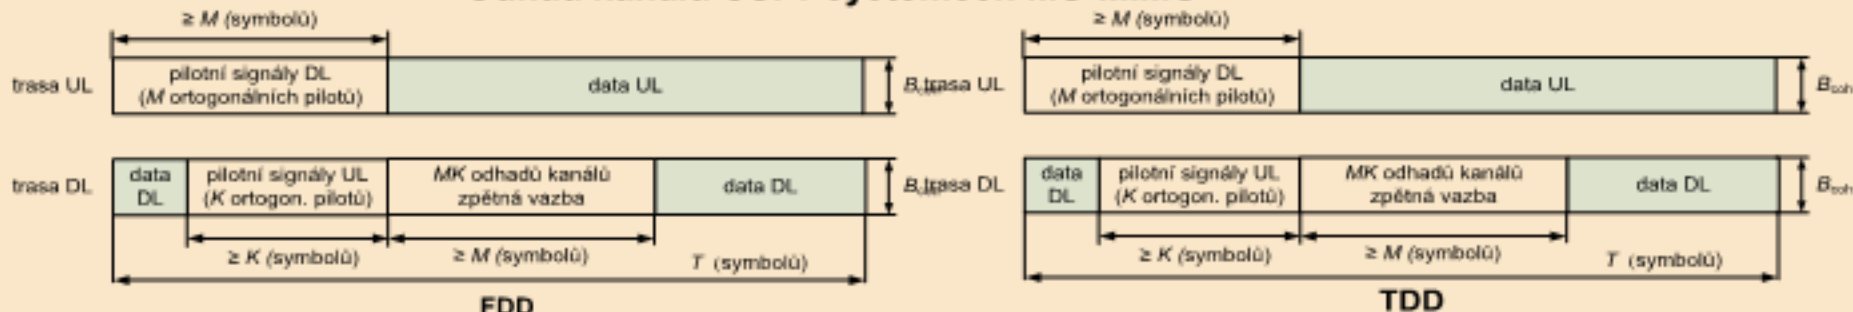 ≥ M (symbolů)
trasa UL
pilotní signály DL
(M ortogonálních pilotů)
data UL
trasa DL
data
DL
pilotní signály UL
(K ortogon. pilotů)
MK odhadů kanálů
zpětná vazba
data DL
≥ K (symbolů)
≥ M (symbolů)
T (symbolů)
FDD
≥ M (symbolů)
trasa UL
pilotní signály DL
(M ortogonálních pilotů)
data UL
Bcoh
trasa DL
data
DL
pilotní signály UL
(K ortogon. pilotů)
MK odhadů kanálů
zpětná vazba
data DL
Bcoh
≥ K (symbolů)
≥ M (symbolů)
T (symbolů)
TDD